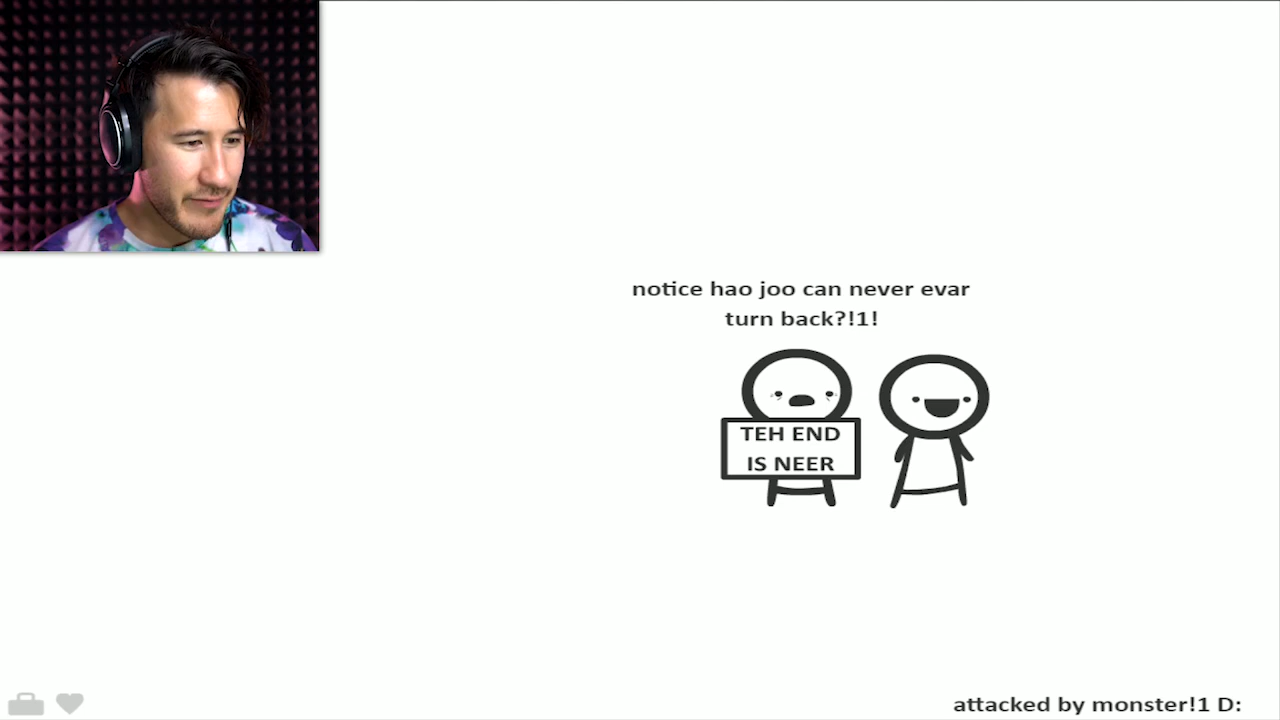 notice hao joo can never evar
turn back?!1!
TEH END
IS NEER
attacked by monster!1 D: